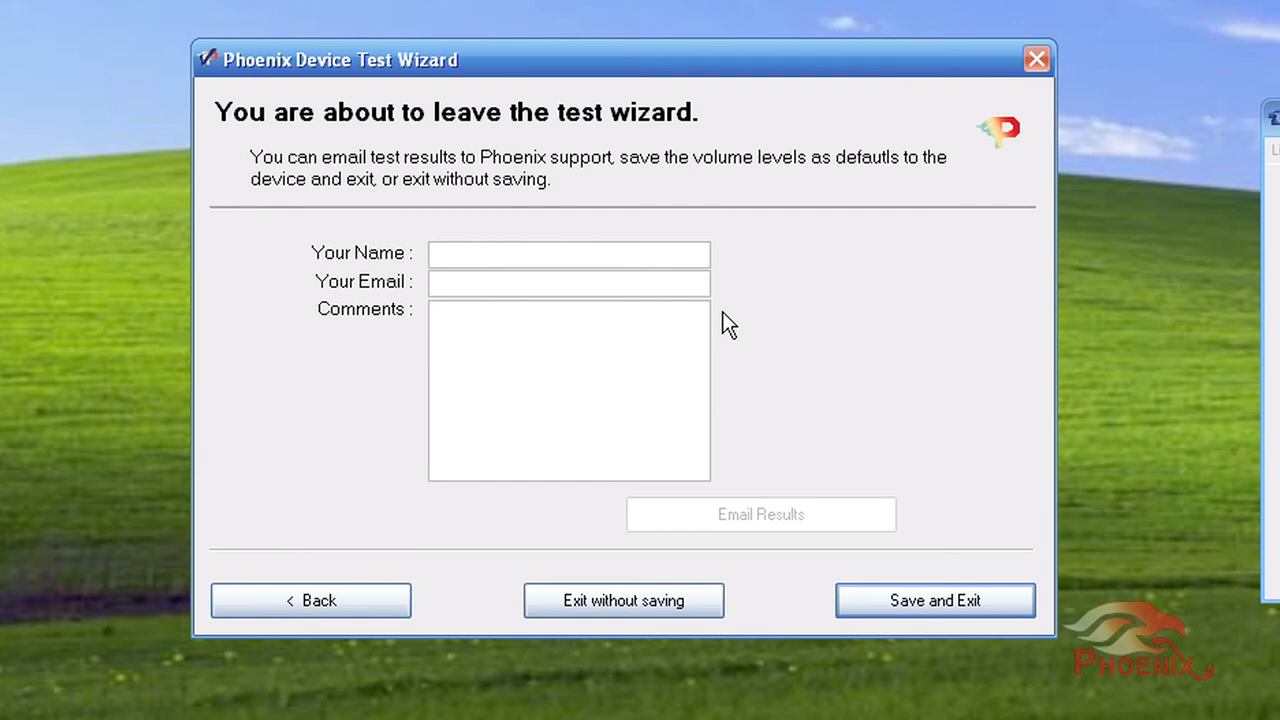 Phoenix Device Test Wizard
You are about to leave the test wizard.
You can email test results to Phoenix support, save the volume levels as defautls to the
device and exit, or exit without saving.
Your Name :
Your Email :
Comments :
Email Results
< Back
Exit without saving
Save and Exit
PHOENIX